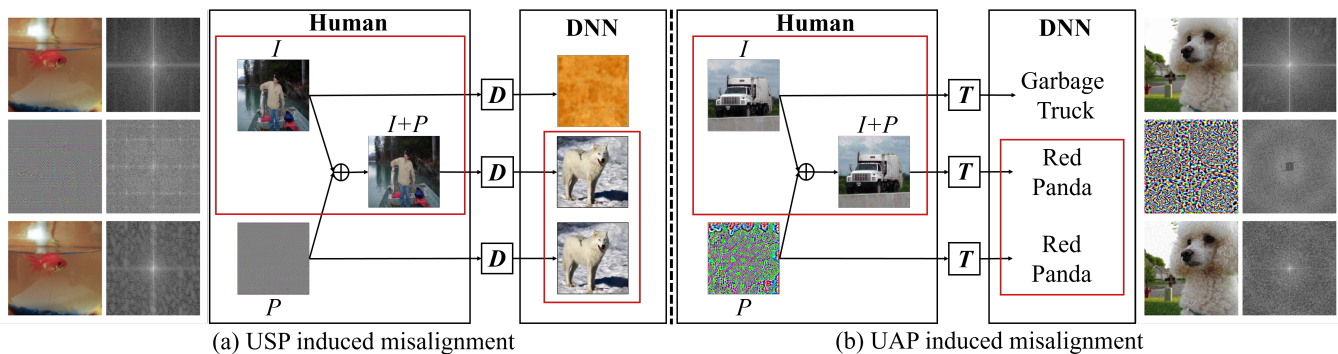 Human
DNN
I
D
I+P
D
D
P
(a) USP induced misalignment
Human
DNN
I
T
Garbage
Truck
I+P
T
Red
Panda
T
Red
Panda
P
(b) UAP induced misalignment